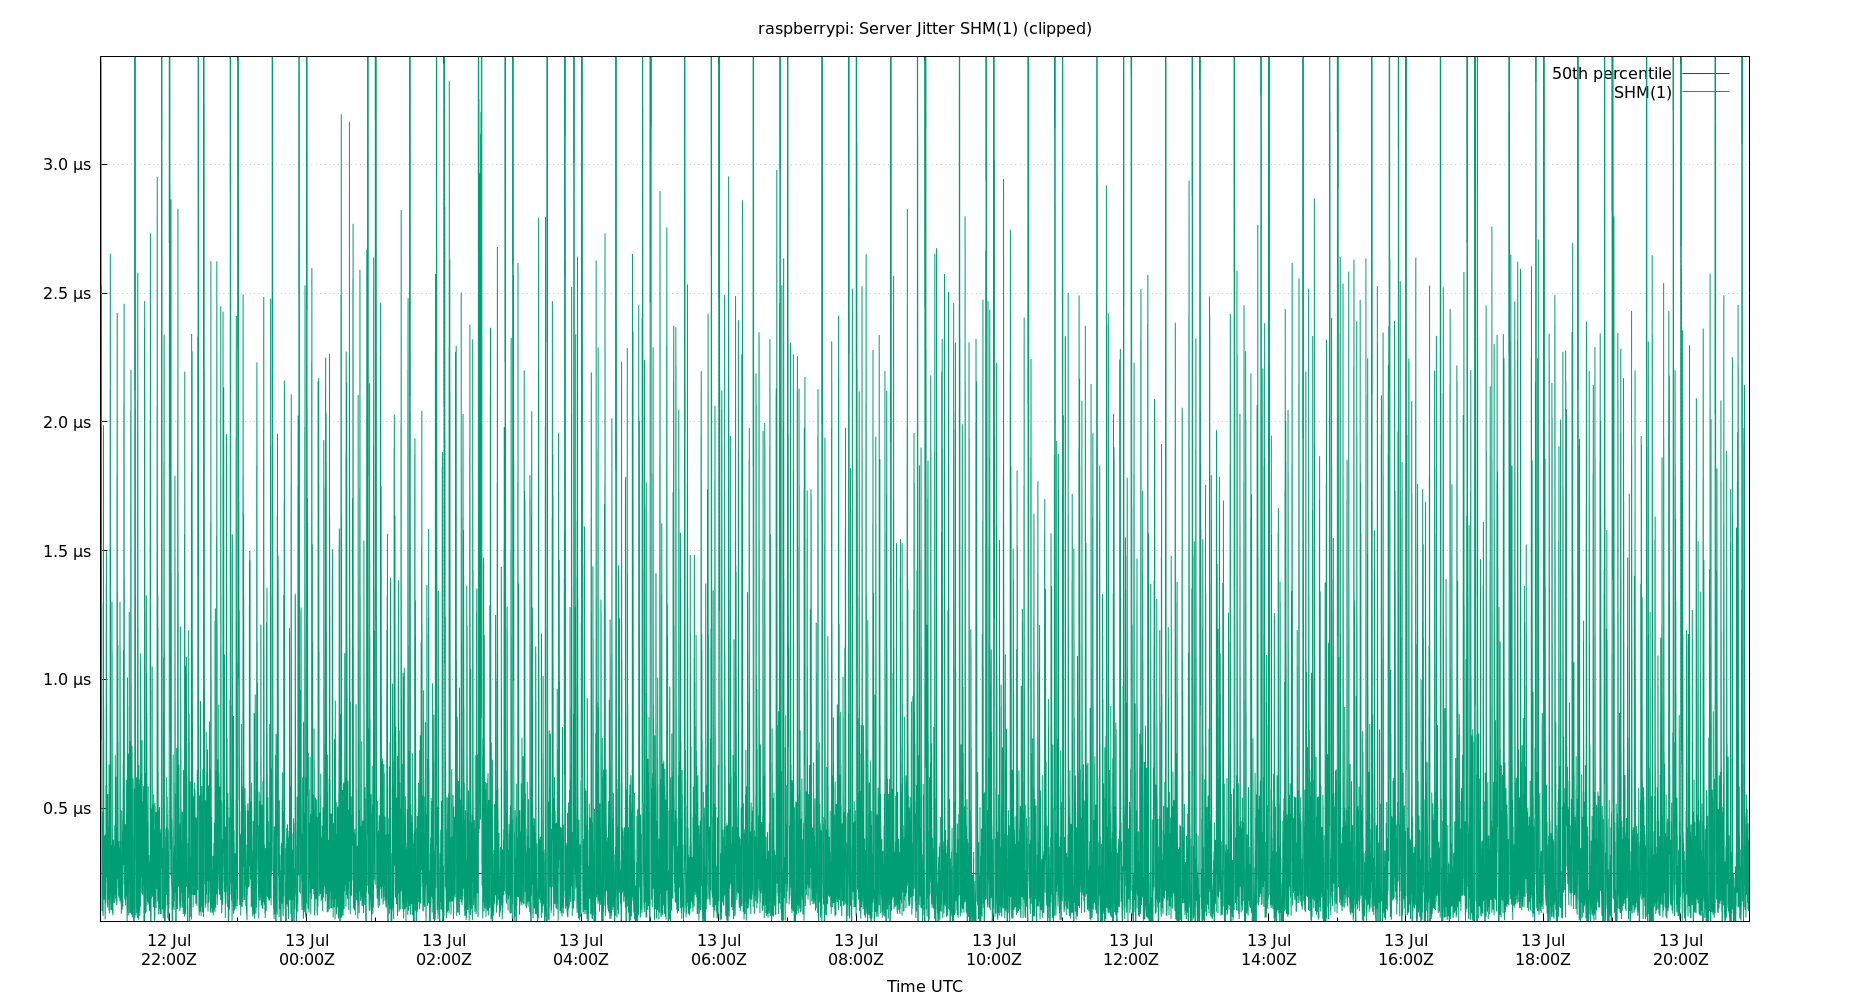 raspberrypi: Server Jitter SHM(1) (clipped)
50th percentile
SHM(1)
3.0 µs
2.5 µs
2.0 µs
1.5 µs
1.0 µs
0.5 µs
12 Jul 13 Jul 13 Jul 13 Jul 13 Jul 13 Jul 13 Jul 13 Jul 13 Jul 13 Jul 13 Jul 13 Jul
22:00Z 00:00Z 02:00Z 04:00Z 06:00Z 08:00Z 10:00Z 12:00Z 14:00Z 16:00Z 18:00Z 20:00Z
Time UTC